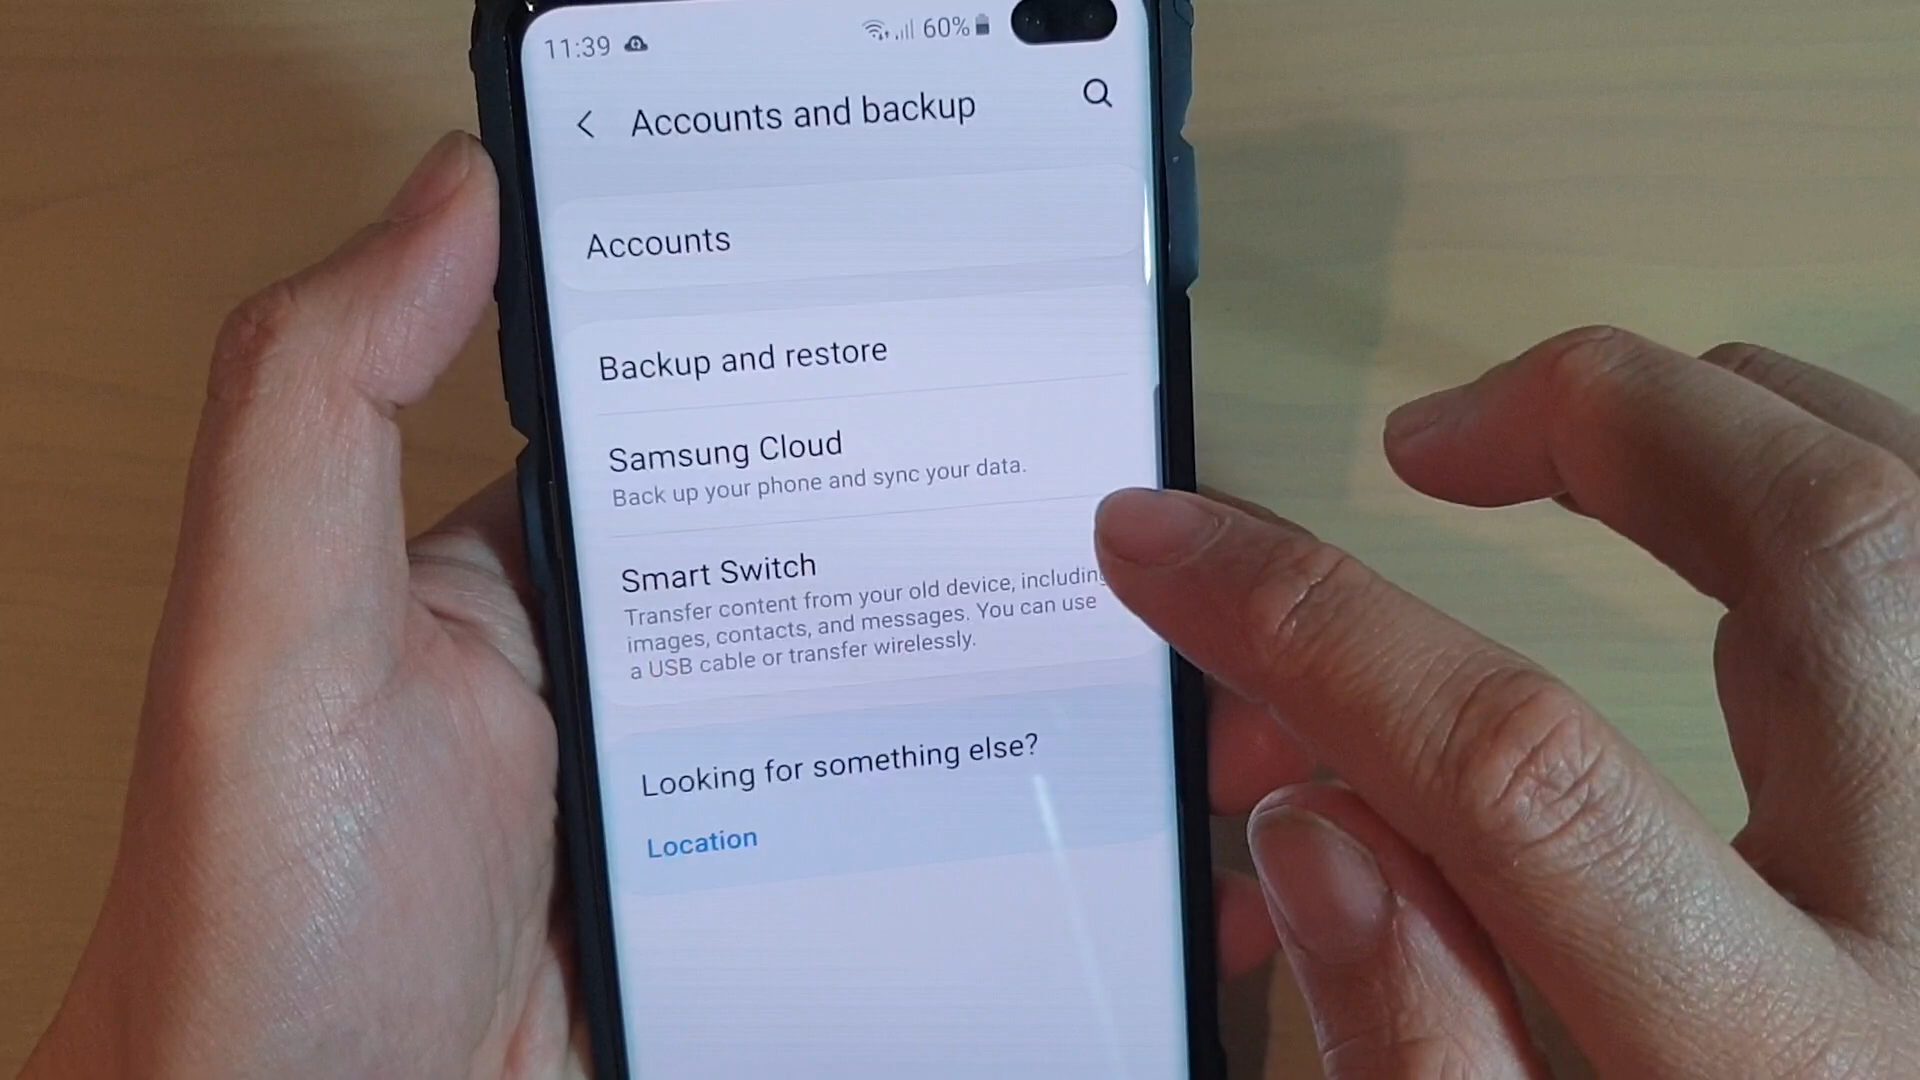 11:39 60%
Accounts and backup
Accounts
Backup and restore
Samsung Cloud
Back up your phone and sync your data.
Smart Switch
Transfer content from your old device, including
images, contacts, and messages. You can use
a USB cable or transfer wirelessly.
Looking for something else?
Location